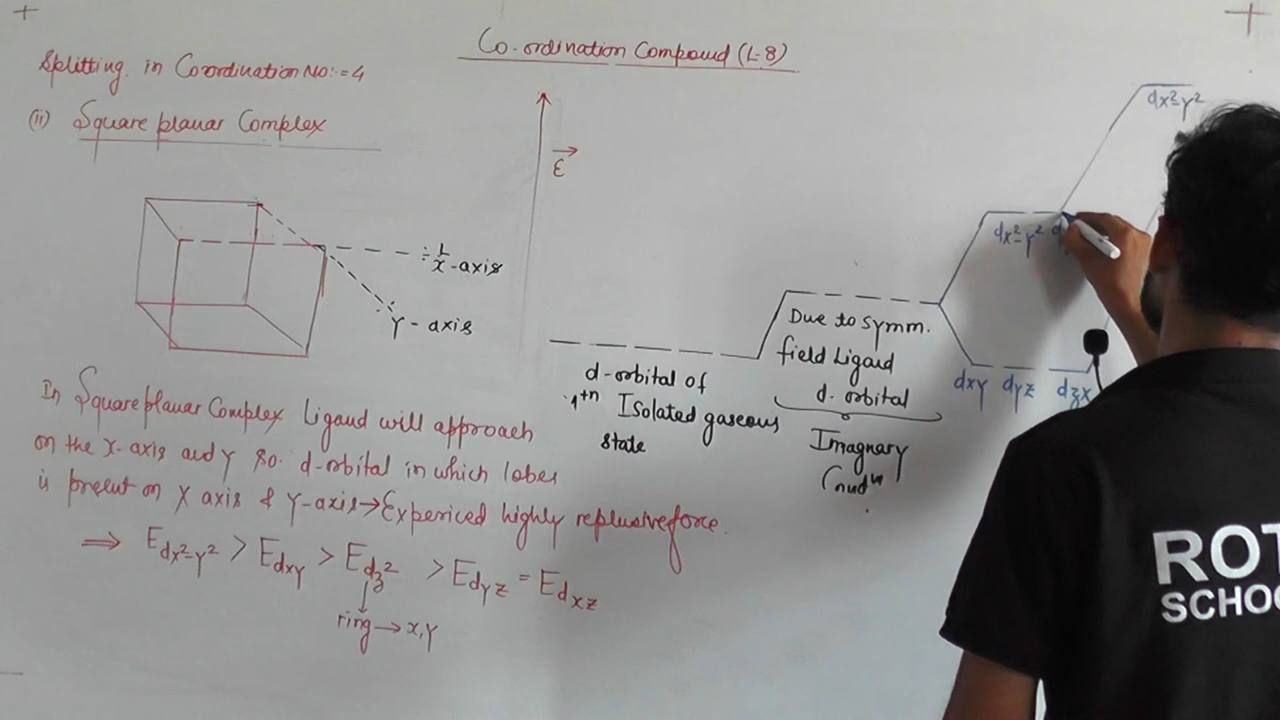 Co-ordination Compound (L-8)
Splitting in Coordination No:-4
(ii) Square planar Complex
x-axis
Y-axis
ε
d-orbital of
Isolated gaseous
state
Due to symm.
field Ligand
d-orbital
Imagnary
dx²-y²
dx²-y² d
dxy dyz dzx
In Square planar Complex Ligand will approach
on the x-axis and y so. d-orbital in which lobes
is present on X axis & Y-axis→Expericed highly replusive force.
⇒ Edx²-y² > Edxy > Edz² > Edyz = Edxz
ring → x,y
ROT
SCHOO